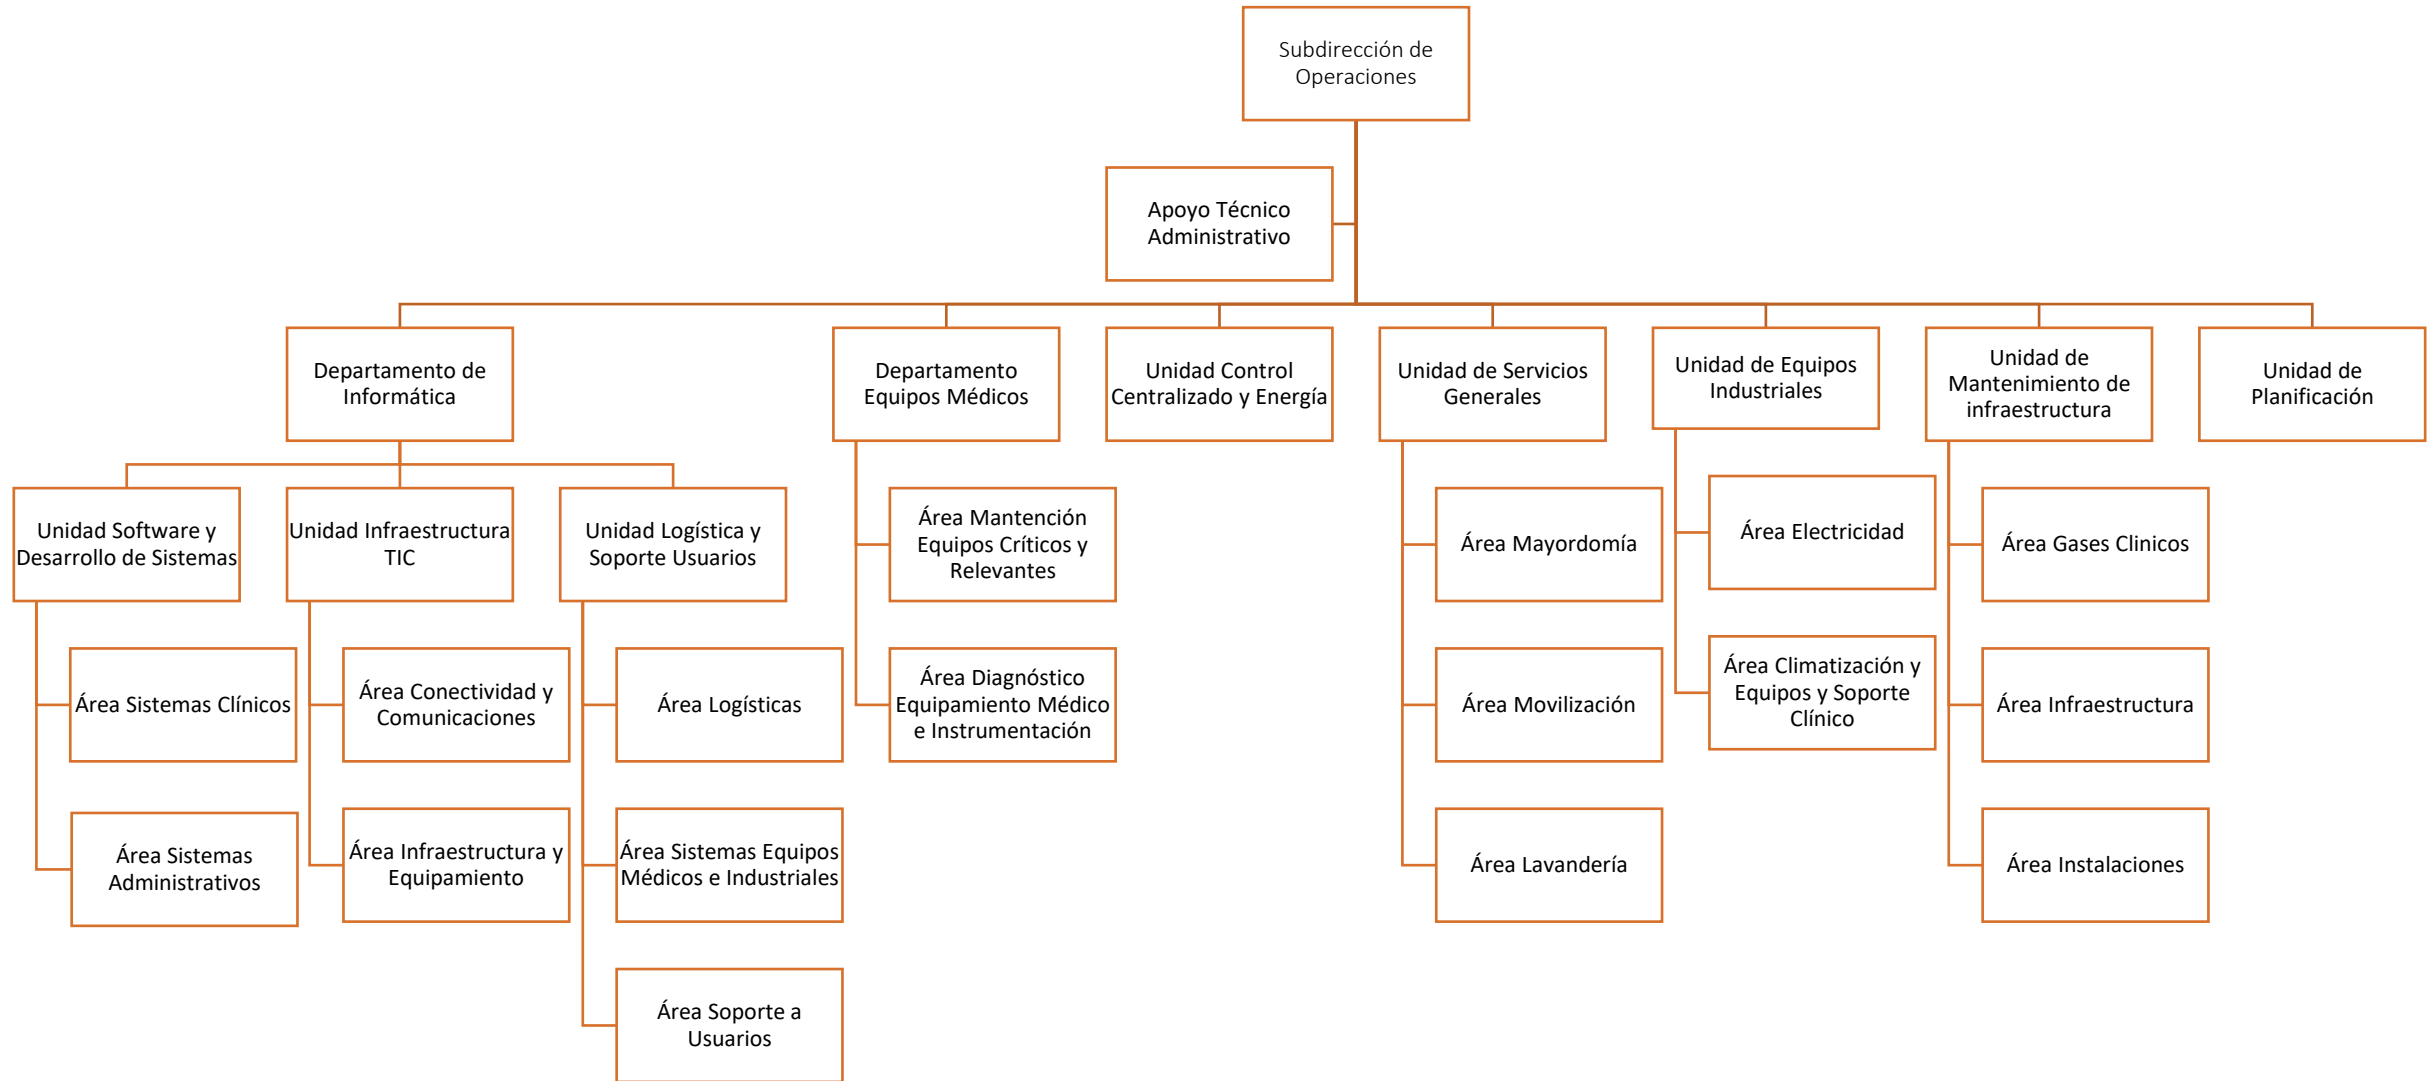 Subdirección de
Operaciones
Apoyo Técnico
Administrativo
Departamento de
Informática
Departamento
Equipos Médicos
Unidad Control
Centralizado y Energía
Unidad de Servicios
Generales
Unidad de Equipos
Industriales
Unidad de
Mantenimiento de
infraestructura
Unidad de
Planificación
Unidad Software y
Desarrollo de Sistemas
Unidad Infraestructura
TIC
Unidad Logística y
Soporte Usuarios
Área Mantención
Equipos Críticos y
Relevantes
Área Mayordomía
Área Electricidad
Área Gases Clinicos
Área Sistemas Clínicos
Área Conectividad y
Comunicaciones
Área Logísticas
Área Diagnóstico
Equipamiento Médico
e Instrumentación
Área Movilización
Área Climatización y
Equipos y Soporte
Clínico
Área Infraestructura
Área Sistemas
Administrativos
Área Infraestructura y
Equipamiento
Área Sistemas Equipos
Médicos e Industriales
Área Lavandería
Área Instalaciones
Área Soporte a
Usuarios